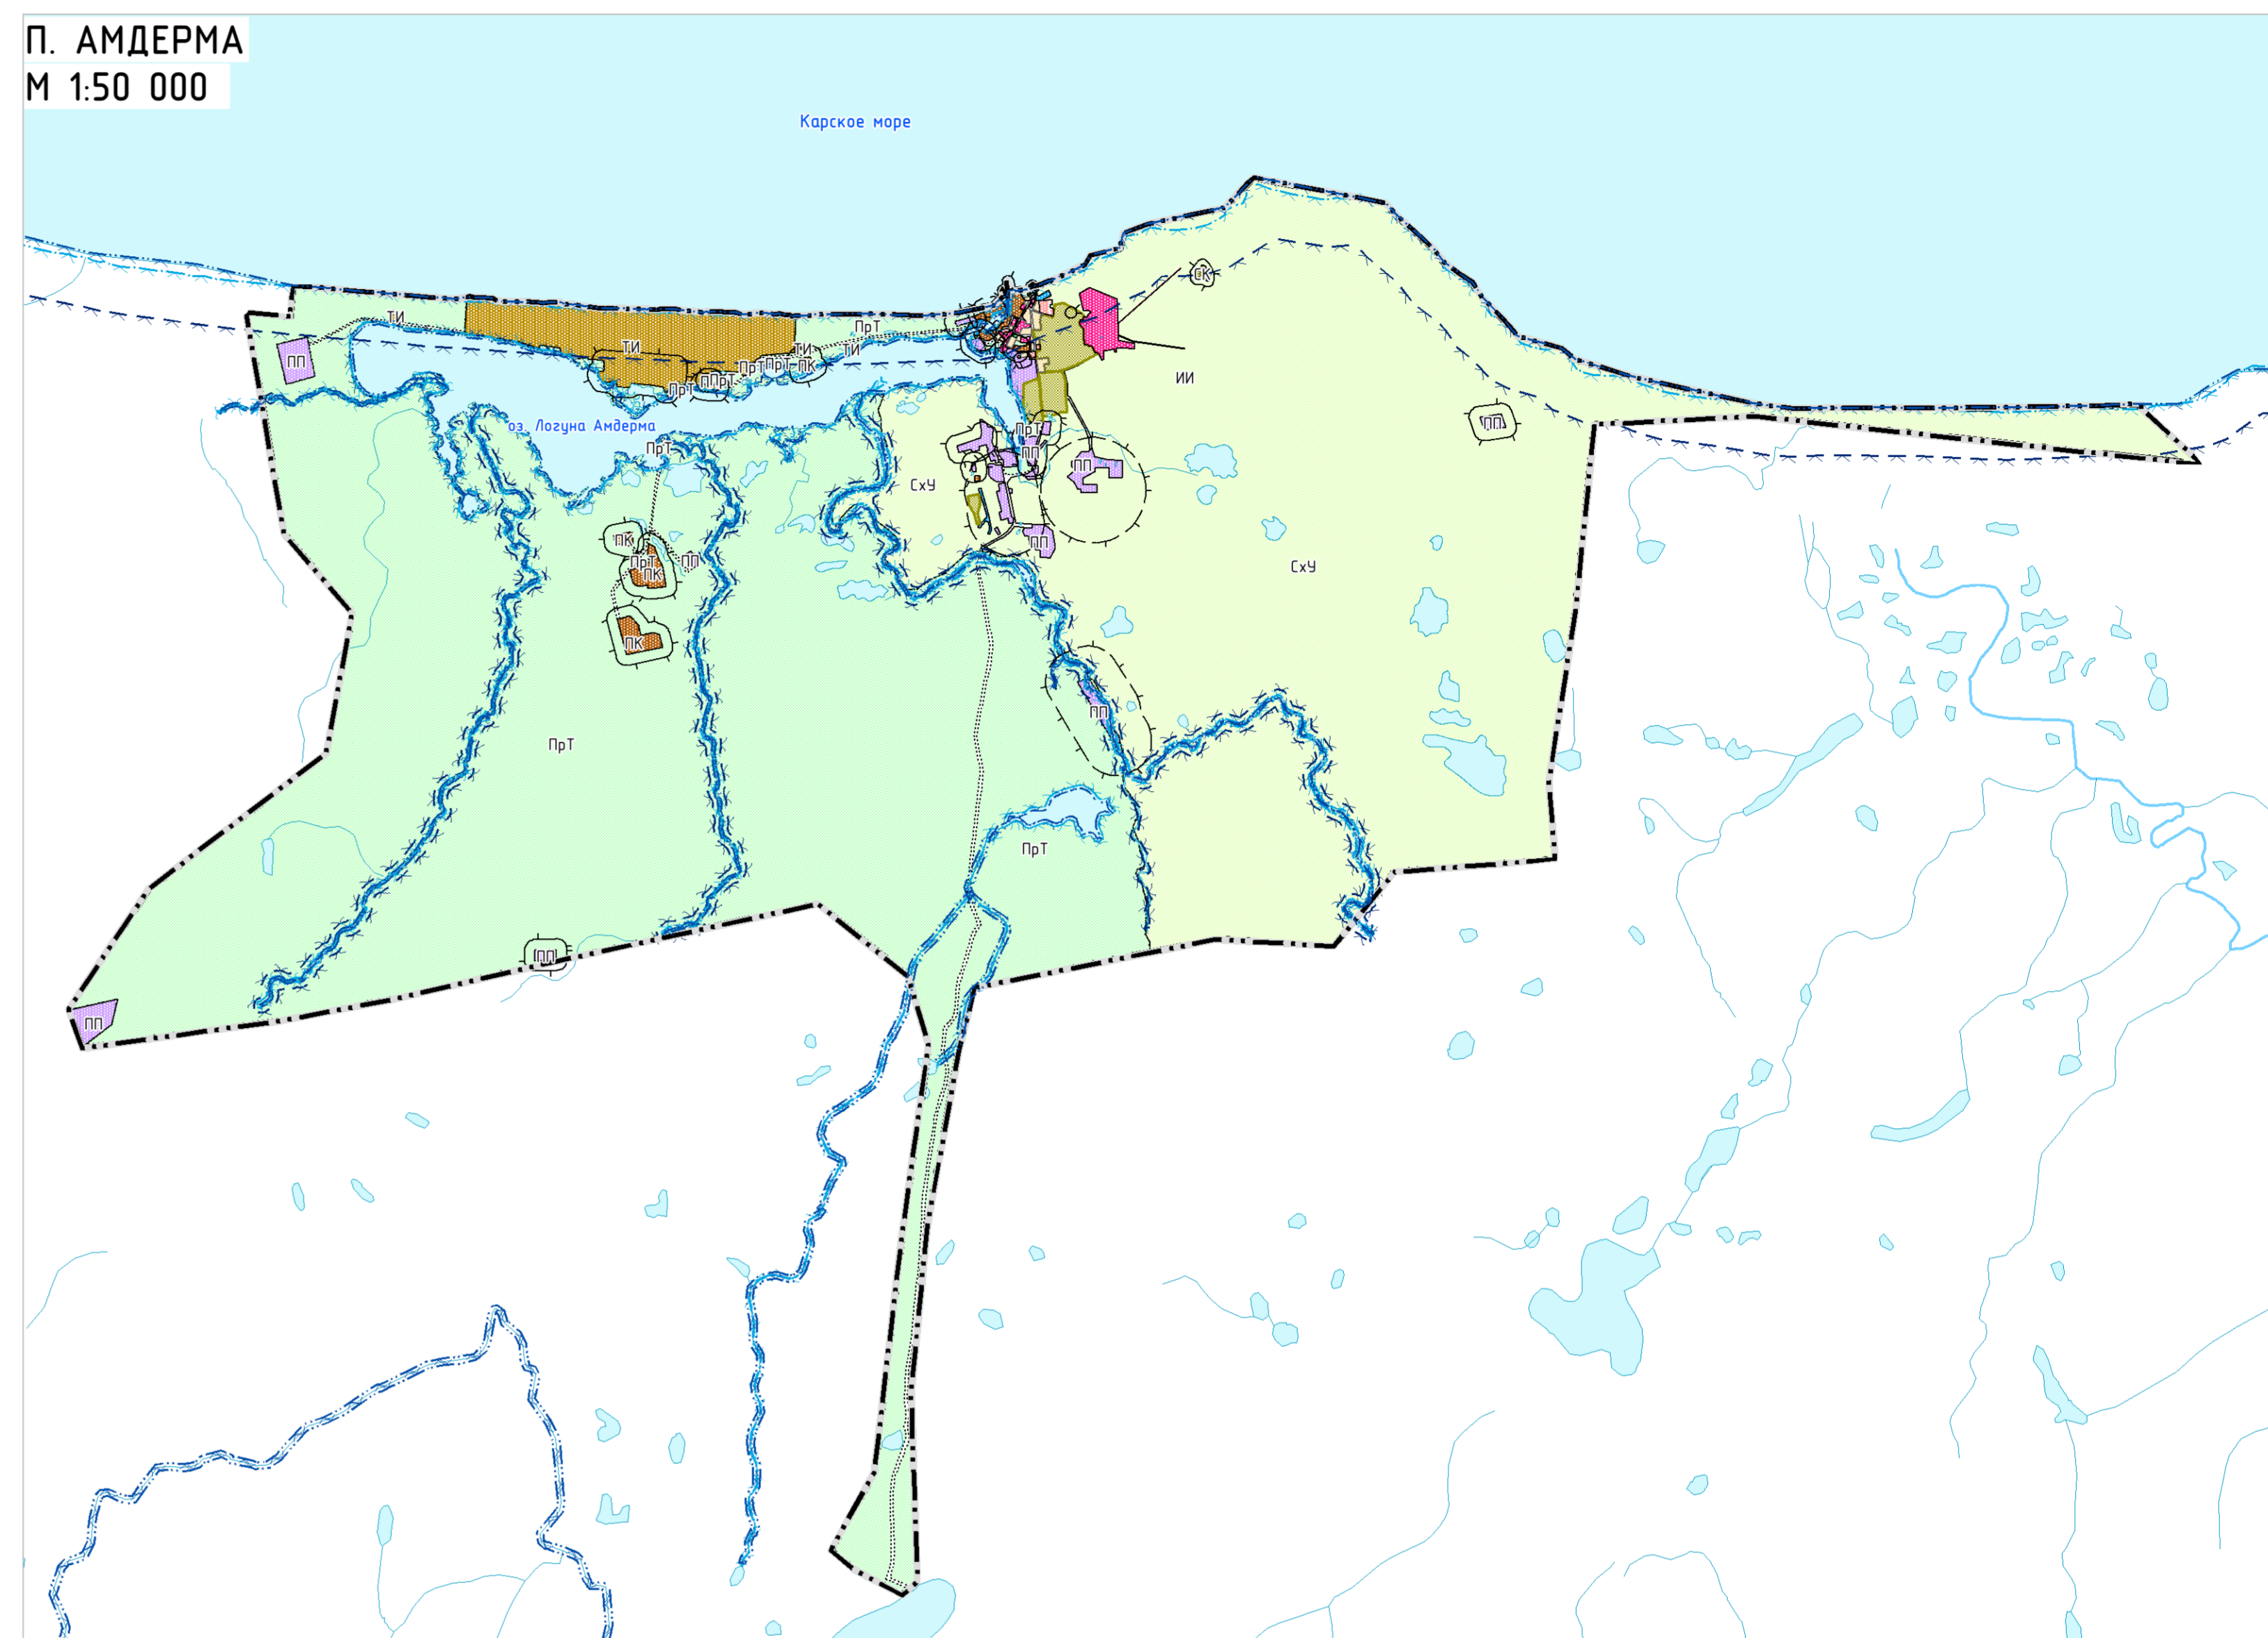 П. АМДЕРМА
М 1:50 000
Карское море
СК
ТИ
ПрТ
ТИ
ТИ
ТИ
ПП
ПрТ
ПрТ
ПК
ПрТ
ПрТ
ИИ
оз. Логуна Амдерма
ПП
ПрТ
ПрТ
ПП
ПП
СхУ
ПК
ПП
ПрТ
ПП
ПК
СхУ
ПК
ПП
ПрТ
ПрТ
ПП
ПП